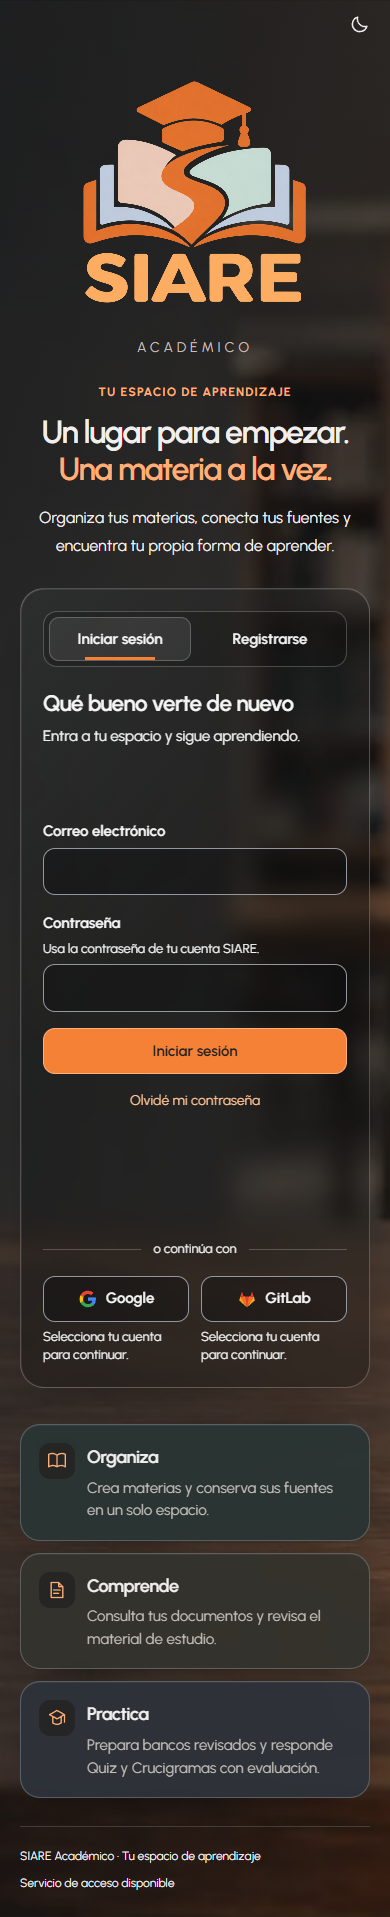 SIARE
ACADÉMICO
TU ESPACIO DE APRENDIZAJE
Un lugar para empezar.
Una materia a la vez.
Organiza tus materias, conecta tus fuentes y
encuentra tu propia forma de aprender.
Iniciar sesión
Registrarse
Qué bueno verte de nuevo
Entra a tu espacio y sigue aprendiendo.
Correo electrónico
Contraseña
Usa la contraseña de tu cuenta SIARE.
Iniciar sesión
Olvidé mi contraseña
o continúa con
Google
GitLab
Selecciona tu cuenta
para continuar.
Selecciona tu cuenta
para continuar.
Organiza
Crea materias y conserva sus fuentes
en un solo espacio.
Comprende
Consulta tus documentos y revisa el
material de estudio.
Practica
Prepara bancos revisados y responde
Quiz y Crucigramas con evaluación.
SIARE Académico · Tu espacio de aprendizaje
Servicio de acceso disponible